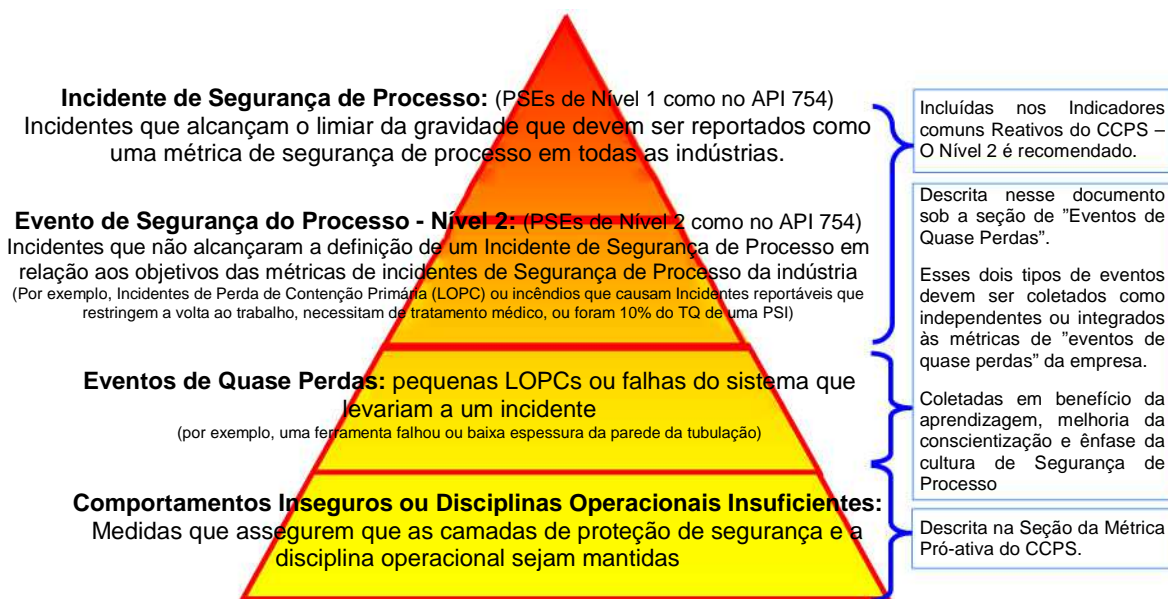 Incidente de Segurança de Processo: (PSEs de Nível 1 como no API 754)
Incidentes que alcançam o limiar da gravidade que devem ser reportados como
uma métrica de segurança de processo em todas as indústrias.
Evento de Segurança do Processo - Nível 2: (PSEs de Nível 2 como no API 754)
Incidentes que não alcançaram a definição de um Incidente de Segurança de Processo em
relação aos objetivos das métricas de incidentes de Segurança de Processo da indústria
(Por exemplo, Incidentes de Perda de Contenção Primária (LOPC) ou incêndios que causam Incidentes reportáveis que
restringem a volta ao trabalho, necessitam de tratamento médico, ou foram 10% do TQ de uma PSI)
Eventos de Quase Perdas: pequenas LOPCs ou falhas do sistema que
levariam a um incidente
(por exemplo, uma ferramenta falhou ou baixa espessura da parede da tubulação)
Comportamentos Inseguros ou Disciplinas Operacionais Insuficientes:
Medidas que assegurem que as camadas de proteção de segurança e a
disciplina operacional sejam mantidas
Incluídas nos Indicadores
comuns Reativos do CCPS –
O Nível 2 é recomendado.
Descrita nesse documento
sob a seção de ”Eventos de
Quase Perdas”.
Esses dois tipos de eventos
devem ser coletados como
independentes ou integrados
às métricas de ”eventos de
quase perdas” da empresa.
Coletadas em benefício da
aprendizagem, melhoria da
conscientização e ênfase da
cultura de Segurança de
Processo
Descrita na Seção da Métrica
Pró-ativa do CCPS.